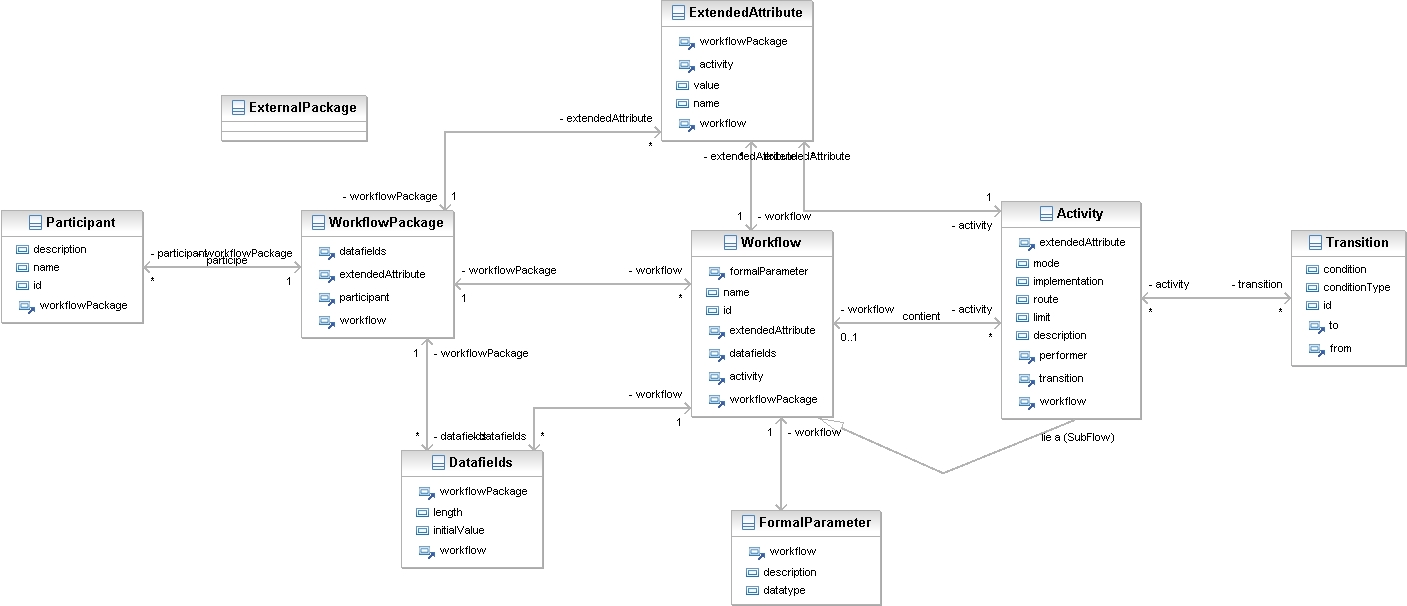 ExtendedAttribute
workflowPackage
activity
value
name
workflow
ExternalPackage
- extendedAttribute
*
- extendedAttribute
*
- extendedAttribute
*
- workflowPackage
1
1
- workflow
1
- activity
Participant
description
name
id
workflowPackage
- participant
- workflowPackage
participe
*
1
WorkflowPackage
datafields
extendedAttribute
participant
workflow
- workflowPackage
- workflow
1
*
Workflow
formalParameter
name
id
extendedAttribute
datafields
activity
workflowPackage
- workflow
contient
- activity
0..1
*
Activity
extendedAttribute
mode
implementation
route
limit
description
performer
transition
workflow
- activity
- transition
*
*
Transition
condition
conditionType
id
to
from
1
- workflowPackage
- workflow
1
*
- datafields
- datafields
*
1
- workflow
lie a (SubFlow)
Datafields
workflowPackage
length
initialValue
workflow
FormalParameter
workflow
description
datatype